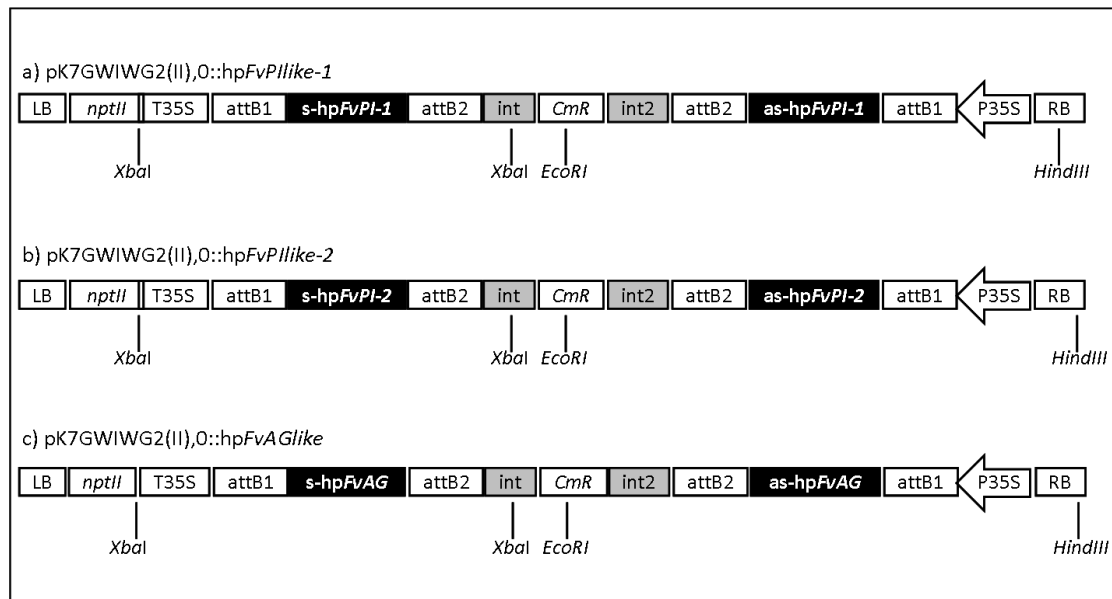 a) pK7GWIWG2(II),0::hpFvPIlike-1
LB nptII T35S attB1 s-hpFvPI-1 attB2 int CmR int2 attB2 as-hpFvPI-1 attB1 P35S RB
XbaI XbaI EcoRI HindIII
b) pK7GWIWG2(II),0::hpFvPIlike-2
LB nptII T35S attB1 s-hpFvPI-2 attB2 int CmR int2 attB2 as-hpFvPI-2 attB1 P35S RB
XbaI XbaI EcoRI HindIII
c) pK7GWIWG2(II),0::hpFvAGlike
LB nptII T35S attB1 s-hpFvAG attB2 int CmR int2 attB2 as-hpFvAG attB1 P35S RB
XbaI XbaI EcoRI HindIII